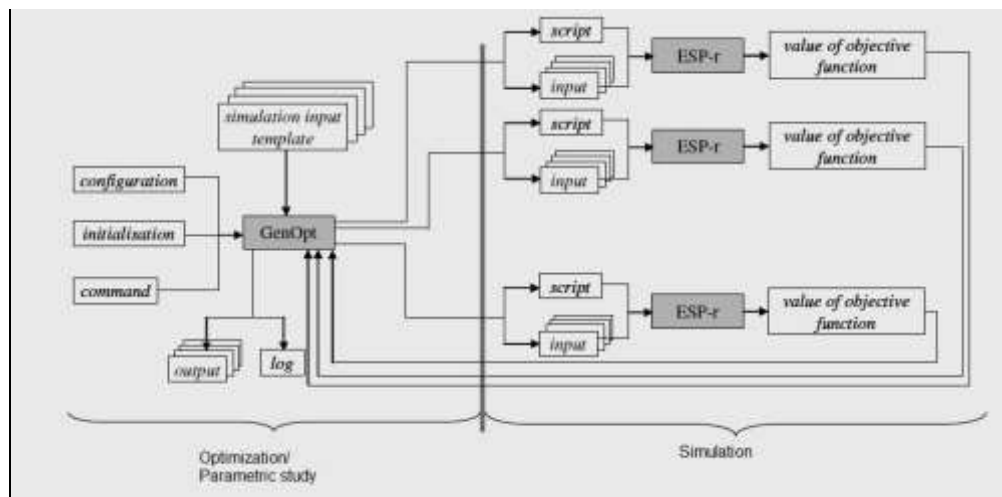 script
ESP-r
value of objective
function
input
simulation input
template
script
ESP-r
value of objective
function
input
configuration
initialisation
GenOpt
command
script
ESP-r
value of objective
function
input
output
log
Optimization/
Parametric study
Simulation